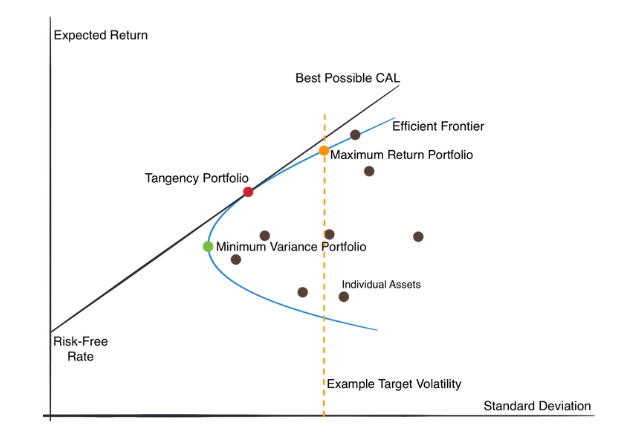 Expected Return
Best Possible CAL
Efficient Frontier
Maximum Return Portfolio
Tangency Portfolio
Minimum Variance Portfolio
Individual Assets
Risk-Free
Rate
Example Target Volatility
Standard Deviation